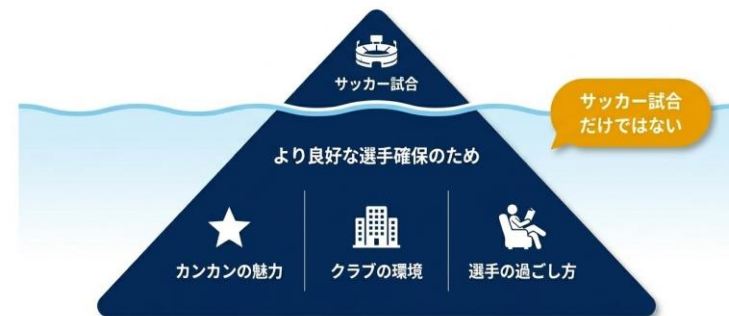 サッカー試合
サッカー試合
だけではない
より良好な選手確保のため
カンカンの魅力
クラブの環境
選手の過ごし方